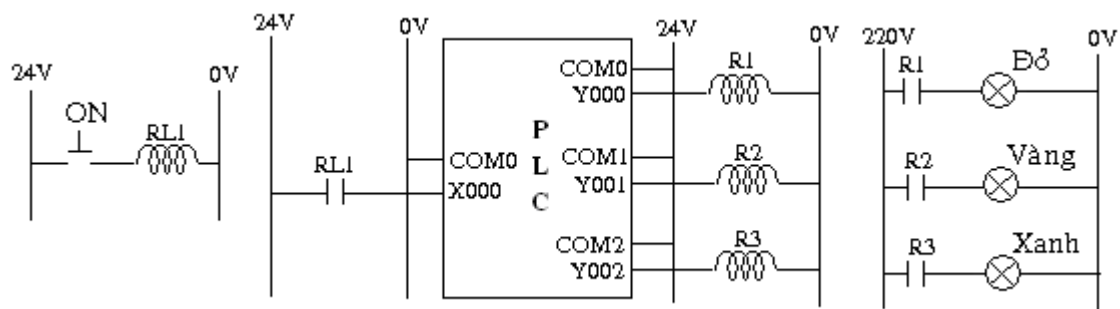 24V 0V
ON
RL1
24V 0V
RL1
COM0
X000
P
L
C
COM0
Y000
COM1
Y001
COM2
Y002
24V 0V
R1
R2
R3
220V 0V
R1 Đỏ
R2 Vàng
R3 Xanh